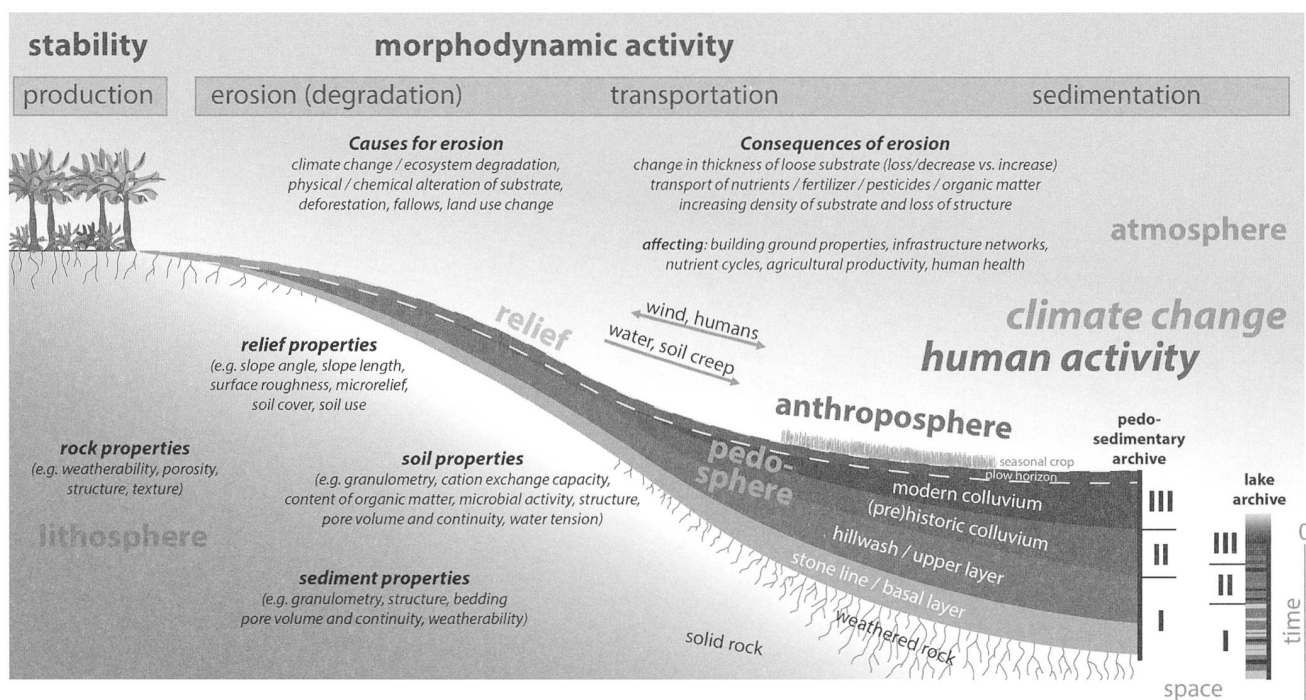 stability
morphodynamic activity
production
erosion (degradation)
transportation
sedimentation
Causes for erosion
climate change / ecosystem degradation,
physical / chemical alteration of substrate,
deforestation, fallows, land use change
Consequences of erosion
change in thickness of loose substrate (loss/decrease vs. increase)
transport of nutrients / fertilizer / pesticides / organic matter
increasing density of substrate and loss of structure
affecting: building ground properties, infrastructure networks,
nutrient cycles, agricultural productivity, human health
atmosphere
climate change
human activity
relief
wind, humans
water, soil creep
relief properties
(e.g. slope angle, slope length,
surface roughness, microrelief,
soil cover, soil use
rock properties
(e.g. weatherability, porosity,
structure, texture)
soil properties
(e.g. granulometry, cation exchange capacity,
content of organic matter, microbial activity, structure,
pore volume and continuity, water tension)
lithosphere
sediment properties
(e.g. granulometry, structure, bedding
pore volume and continuity, weatherability)
anthroposphere
pedo-
sphere
seasonal crop
plow horizon
modern colluvium
(pre)historic colluvium
hillwash / upper layer
stone line / basal layer
weathered rock
solid rock
pedo-
sedimentary
archive
III
II
I
lake
archive
III
II
I
0
time
space